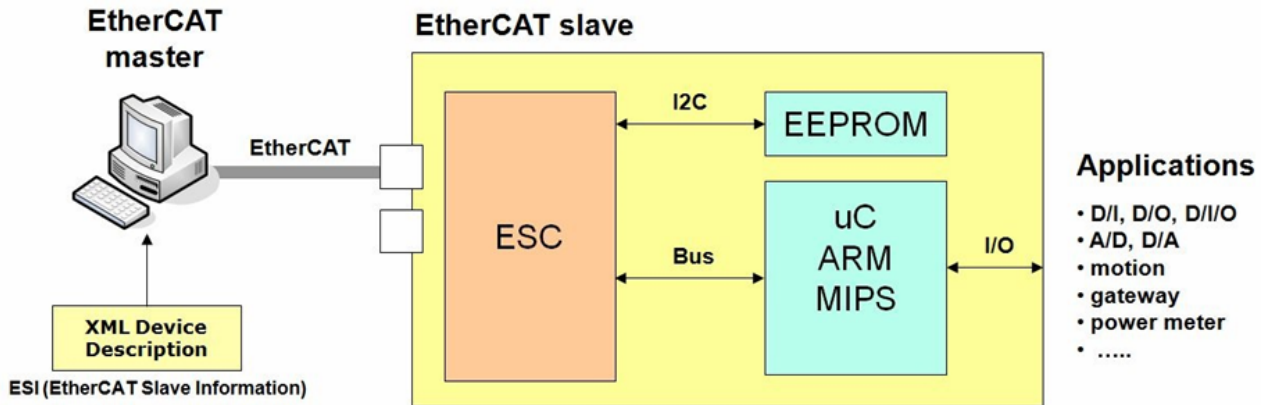 EtherCAT
master
EtherCAT
XML Device
Description
ESI (EtherCAT Slave Information)
EtherCAT slave
ESC
I2C
EEPROM
Bus
uC
ARM
MIPS
I/O
Applications
• D/I, D/O, D/I/O
• A/D, D/A
• motion
• gateway
• power meter
• .....